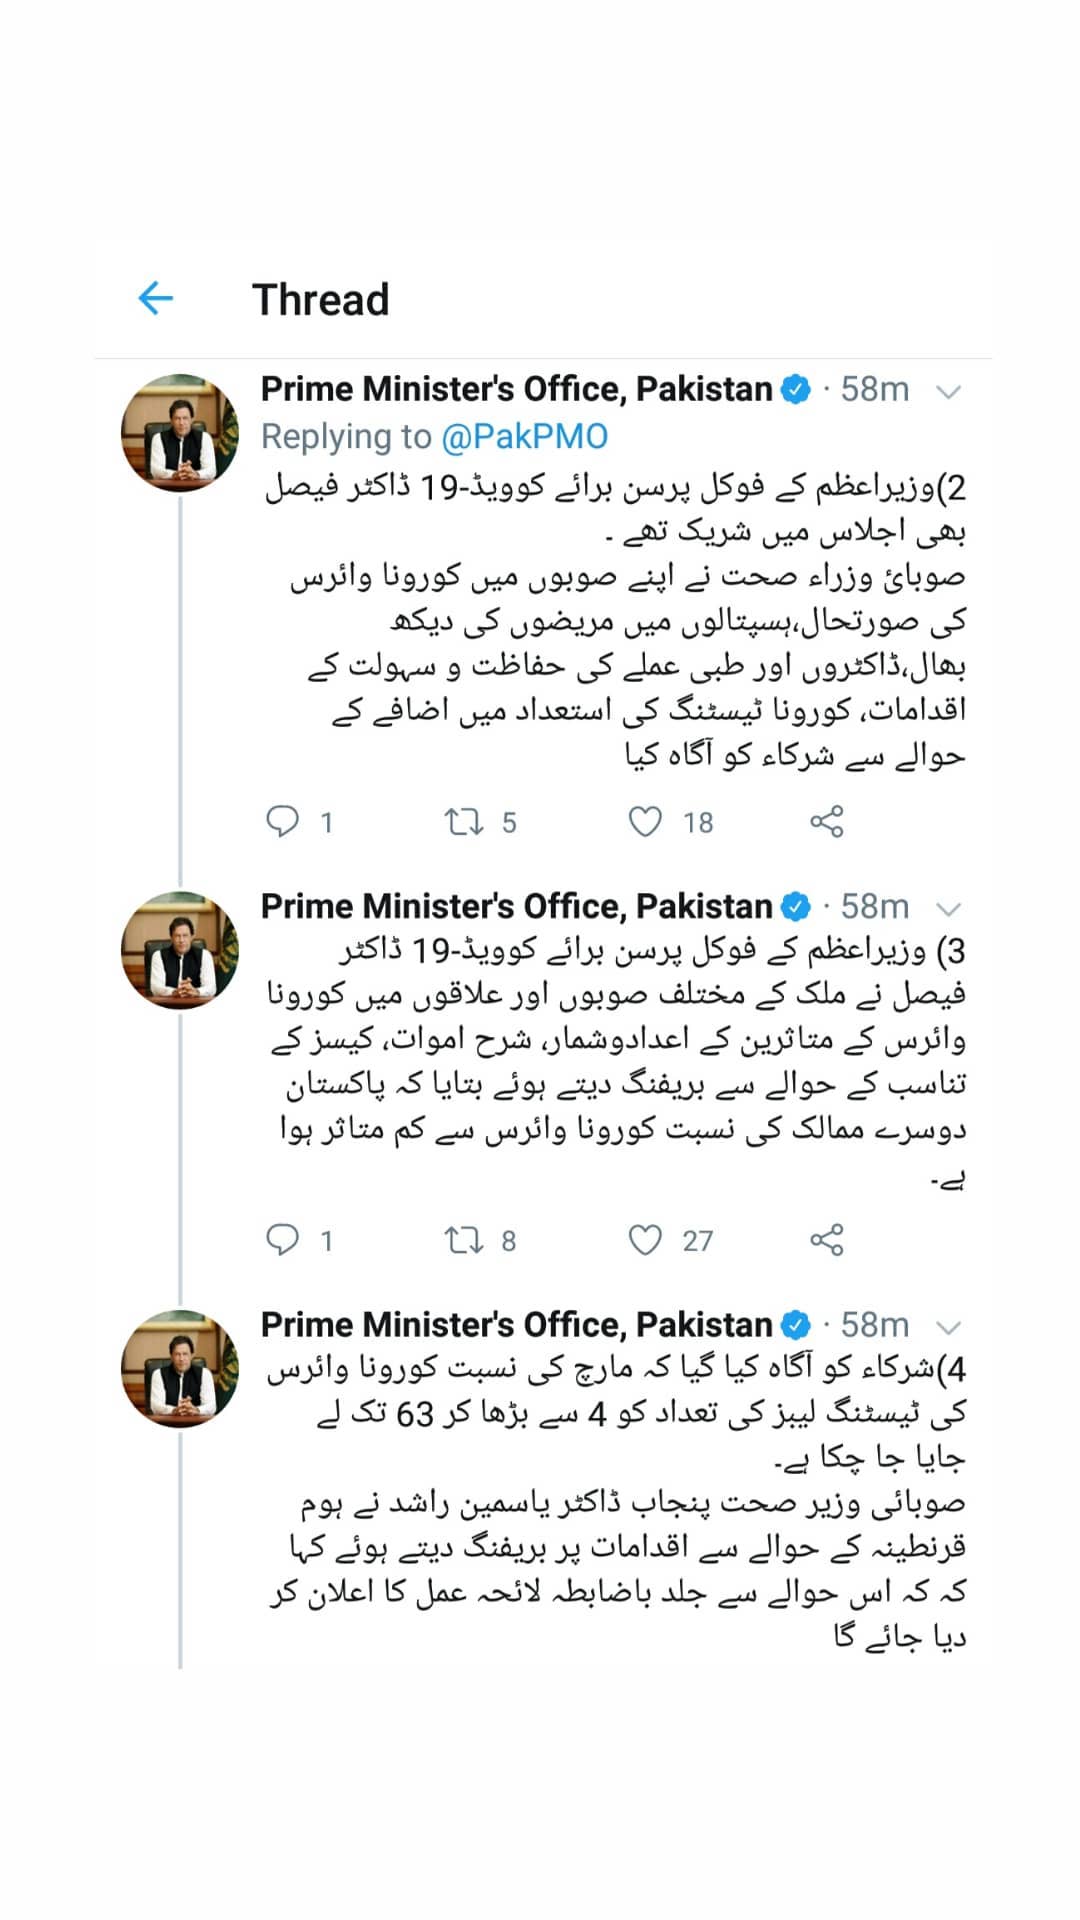 Thread
Prime Minister's Office, Pakistan · 58m
Replying to @PakPMO
2)وزیراعظم کے فوکل پرسن برائے کوویڈ-19 ڈاکٹر فیصل
بھی اجلاس میں شریک تھے ۔
صوبائ وزراء صحت نے اپنے صوبوں میں کورونا وائرس
کی صورتحال،ہسپتالوں میں مریضوں کی دیکھ
بھال،ڈاکٹروں اور طبی عملے کی حفاظت و سہولت کے
اقدامات، کورونا ٹیسٹنگ کی استعداد میں اضافے کے
حوالے سے شرکاء کو آگاہ کیا
1 5 18
Prime Minister's Office, Pakistan · 58m
3) وزیراعظم کے فوکل پرسن برائے کوویڈ-19 ڈاکٹر
فیصل نے ملک کے مختلف صوبوں اور علاقوں میں کورونا
وائرس کے متاثرین کے اعدادوشمار، شرح اموات، کیسز کے
تناسب کے حوالے سے بریفنگ دیتے ہوئے بتایا کہ پاکستان
دوسرے ممالک کی نسبت کورونا وائرس سے کم متاثر ہوا
ہے۔
1 8 27
Prime Minister's Office, Pakistan · 58m
4)شرکاء کو آگاہ کیا گیا کہ مارچ کی نسبت کورونا وائرس
کی ٹیسٹنگ لیبز کی تعداد کو 4 سے بڑھا کر 63 تک لے
جایا جا چکا ہے۔
صوبائی وزیر صحت پنجاب ڈاکٹر یاسمین راشد نے ہوم
قرنطینہ کے حوالے سے اقدامات پر بریفنگ دیتے ہوئے کہا
کہ کہ اس حوالے سے جلد باضابطہ لائحہ عمل کا اعلان کر
دیا جائے گا